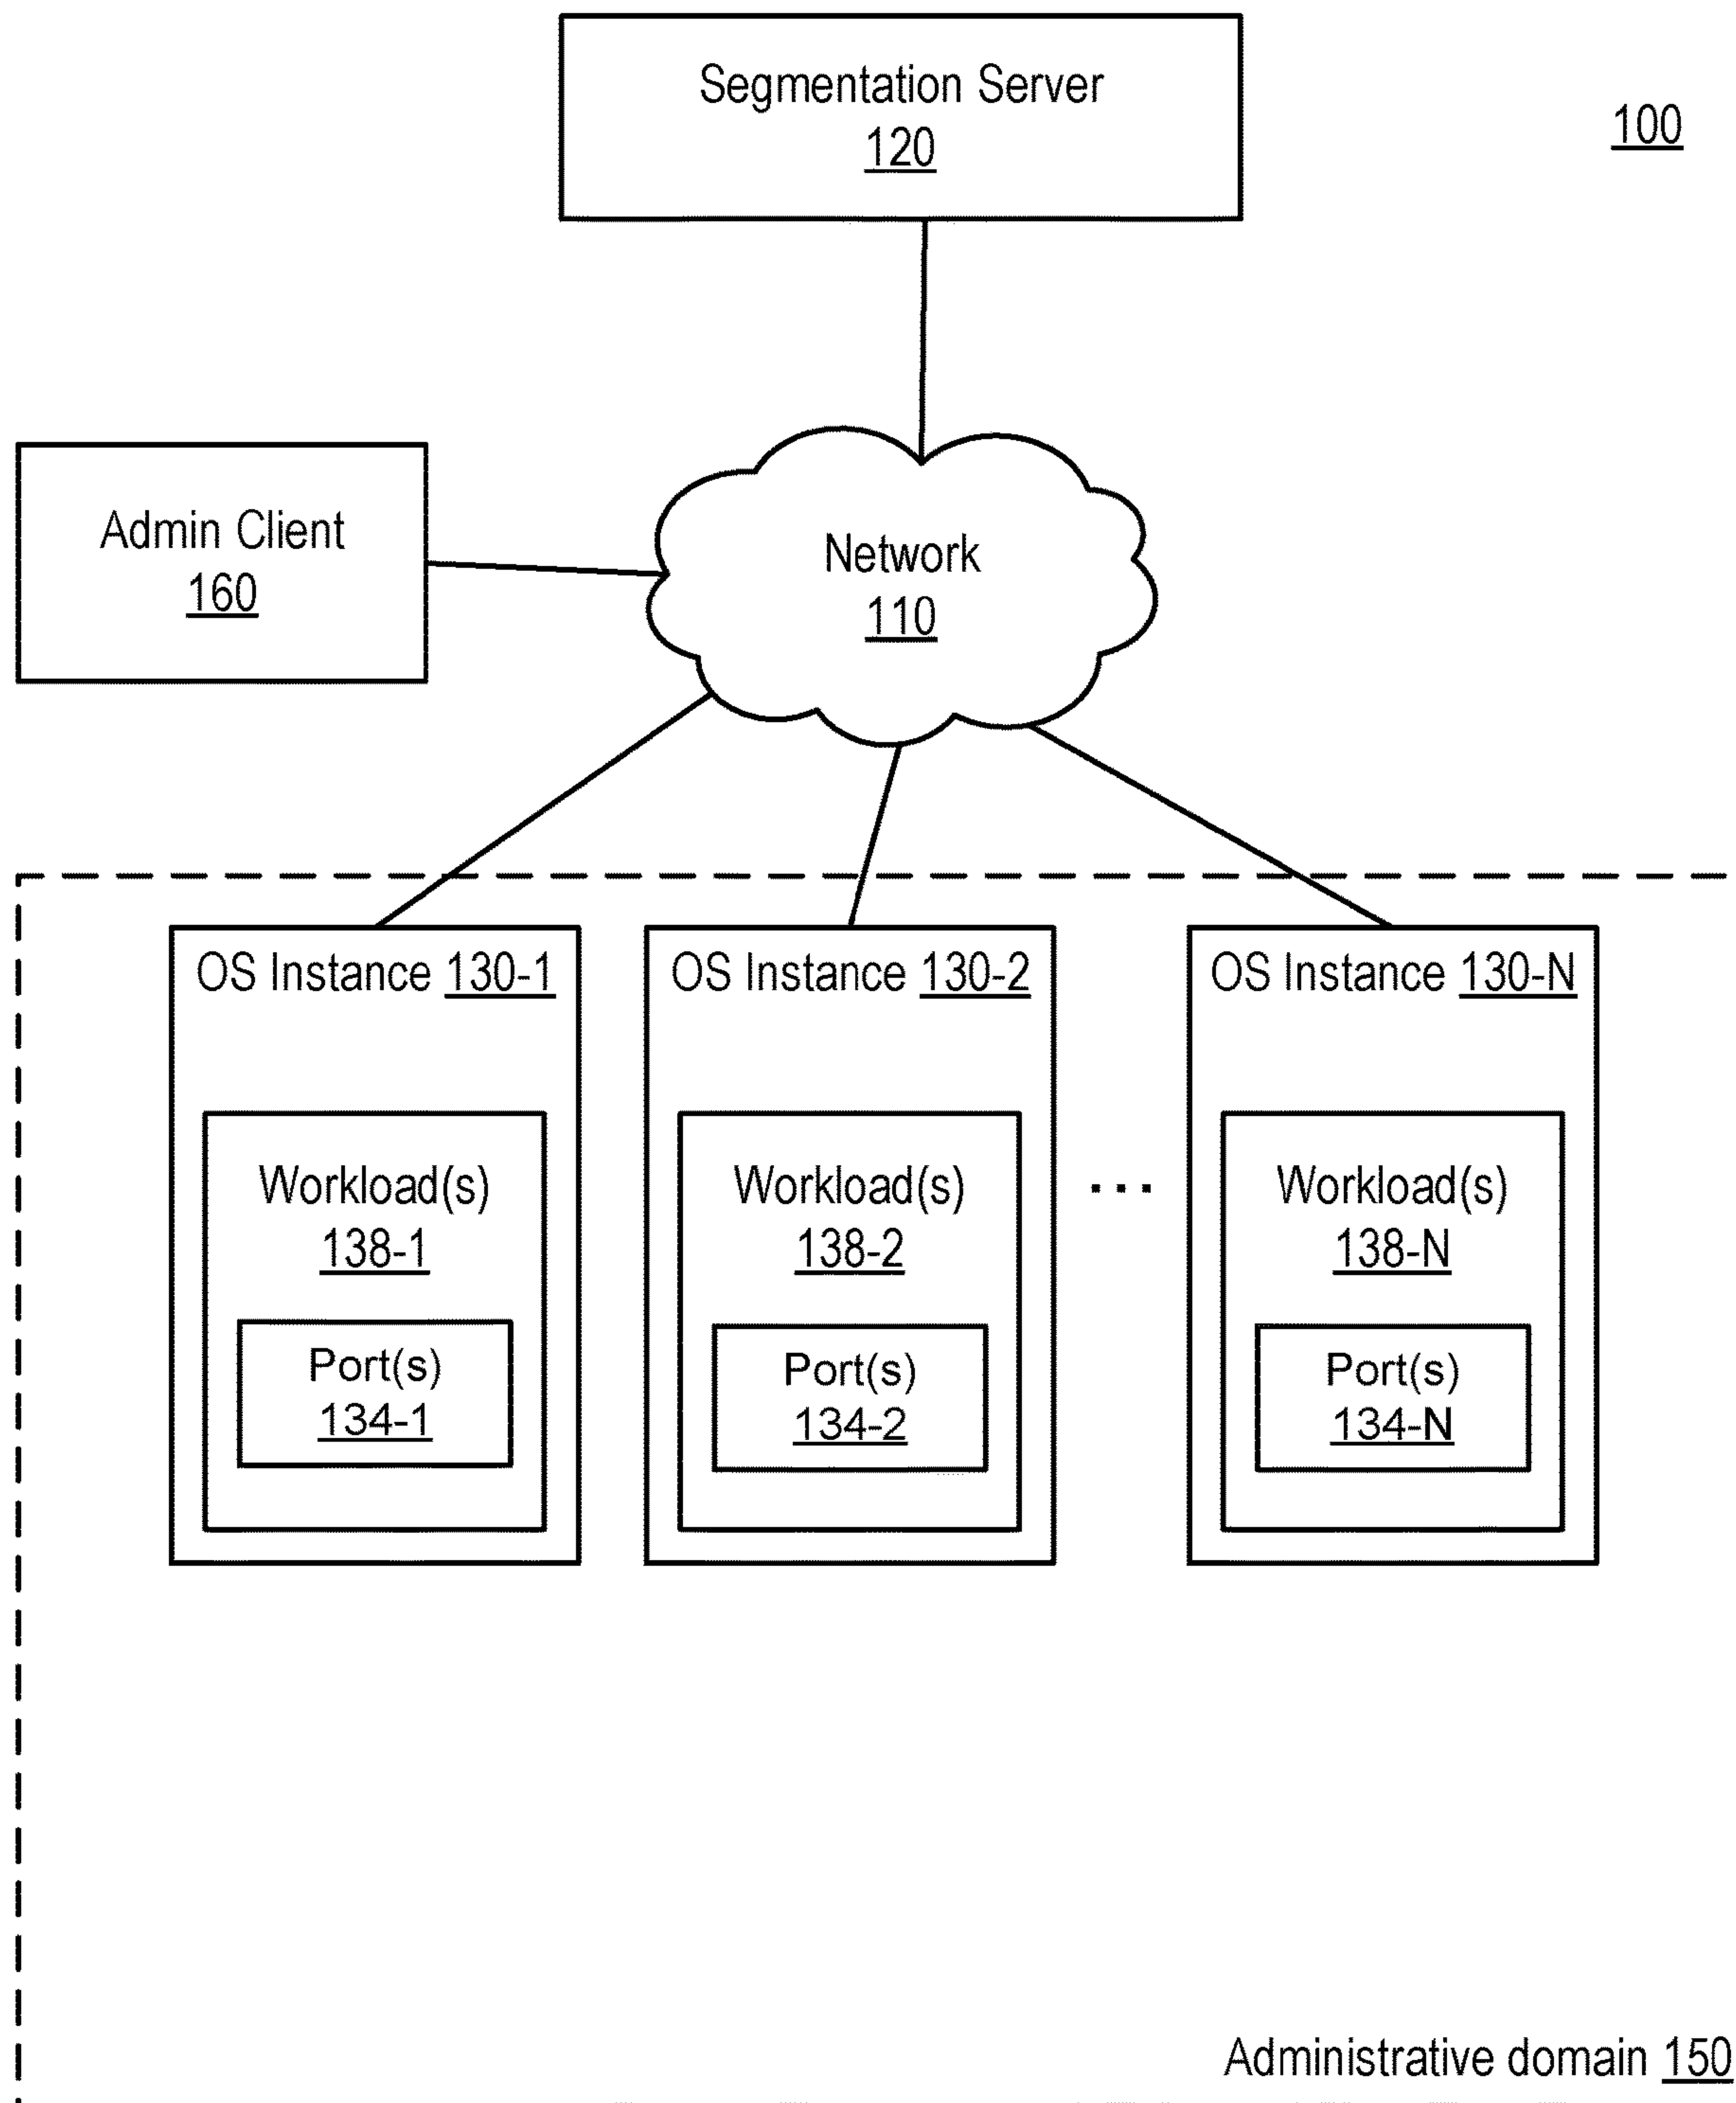 Segmentation Server
120
100
Admin Client
160
Network
110
OS Instance 130-1
Workload(s)
138-1
Port(s)
134-1
OS Instance 130-2
Workload(s)
138-2
Port(s)
134-2
...
OS Instance 130-N
Workload(s)
138-N
Port(s)
134-N
Administrative domain 150